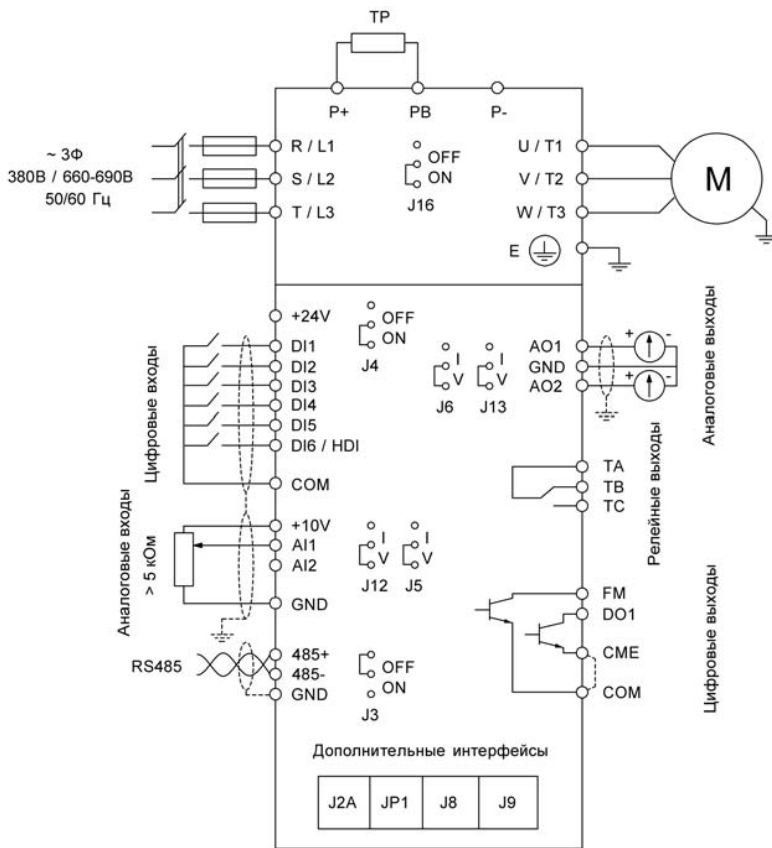 ТР
P+ PB P-
~ 3Ф
380В / 660-690В
50/60 Гц
R / L1
S / L2
T / L3
OFF
ON
J16
U / T1
V / T2
W / T3
E
M
Цифровые входы
+24V
DI1
DI2
DI3
DI4
DI5
DI6 / HDI
COM
OFF
ON
J4
I
V
J6
I
V
J13
AO1
GND
AO2
+ -
+ -
Аналоговые выходы
TA
TB
TC
Релейные выходы
Аналоговые входы
> 5 кОм
+10V
AI1
AI2
GND
I
V
J12
I
V
J5
FM
DO1
CME
COM
Цифровые выходы
RS485
485+
485-
GND
OFF
ON
J3
Дополнительные интерфейсы
J2A JP1 J8 J9